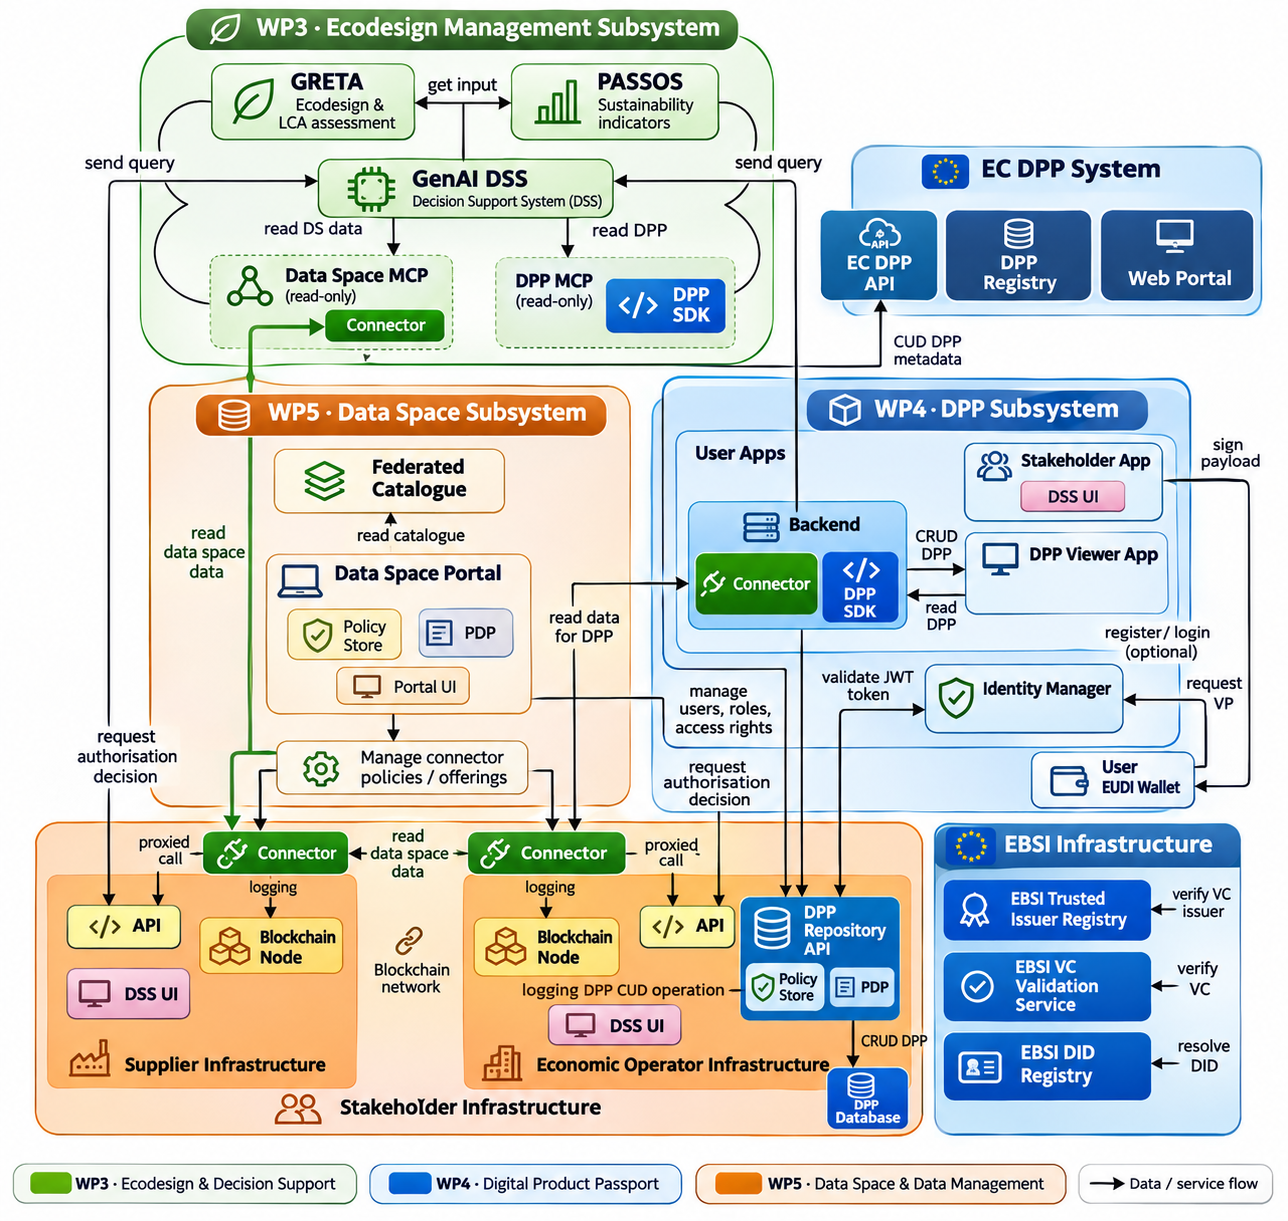 WP3 · Ecodesign Management Subsystem
GRETA
Ecodesign &
LCA assessment
get input
PASSOS
Sustainability
indicators
send query
send query
GenAI DSS
Decision Support System (DSS)
read DS data
read DPP
Data Space MCP
(read-only)
Connector
DPP MCP
(read-only)
</>
DPP
SDK
EC DPP System
API
EC DPP
API
DPP
Registry
Web Portal
CUD DPP
metadata
WP5 · Data Space Subsystem
Federated
Catalogue
read catalogue
read
data space
data
Data Space Portal
Policy
Store
PDP
Portal UI
Manage connector
policies / offerings
request
authorisation
decision
read data
for DPP
WP4 · DPP Subsystem
User Apps
Stakeholder App
DSS UI
sign
payload
Backend
Connector
</>
DPP
SDK
CRUD
DPP
read
DPP
DPP Viewer App
register / login
(optional)
validate JWT
token
Identity Manager
request
VP
manage
users, roles,
access rights
request
authorisation
decision
User
EUDI Wallet
proxied
call
Connector
read
data space
data
Connector
proxied
call
logging
logging
</> API
Blockchain
Node
DSS UI
Blockchain
network
Supplier Infrastructure
Blockchain
Node
</> API
DPP
Repository
API
Policy
Store
PDP
logging DPP CUD operation
DSS UI
CRUD DPP
Economic Operator Infrastructure
DPP
Database
Stakeholder Infrastructure
EBSI Infrastructure
EBSI Trusted
Issuer Registry
verify VC
issuer
EBSI VC
Validation
Service
verify
VC
EBSI DID
Registry
resolve
DID
WP3 · Ecodesign & Decision Support
WP4 · Digital Product Passport
WP5 · Data Space & Data Management
Data / service flow